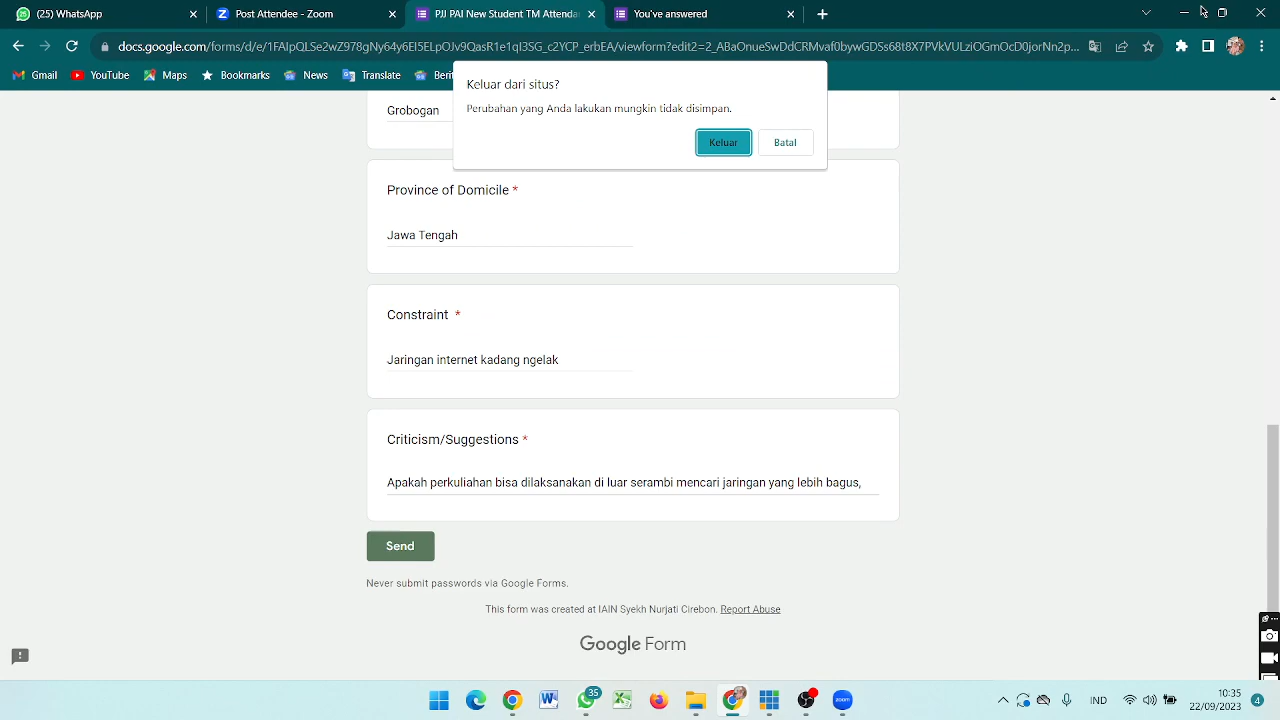 (25) WhatsApp
Post Attende - Zoom
PJJ PAI New Student TM Attendan
You've answered
docs.google.com/forms/d/e/1FAIpQLSe2wZ978gNy64y6EI5ELpOJv9QasR1e1qI3SG_c2YCP_erbEA/viewform?edit2=2_ABaOnueSwDdCRMvaf0bywGDSs68t8X7PVkVULziOGmOcD0jorNn2p...
Gmail
YouTube
Maps
Bookmarks
News
Translate
Keluar dari situs?
Perubahan yang Anda lakukan mungkin tidak disimpan.
Keluar
Batal
Grobogan
Province of Domicile *
Jawa Tengah
Constraint *
Jaringan internet kadang ngelak
Criticism/Suggestions *
Apakah perkuliahan bisa dilaksanakan di luar serambi mencari jaringan yang lebih bagus,
Send
Never submit passwords via Google Forms.
This form was created at IAIN Syekh Nurjati Cirebon. Report Abuse
Google Form
35
zoom
IND
10:35
22/09/2023
4